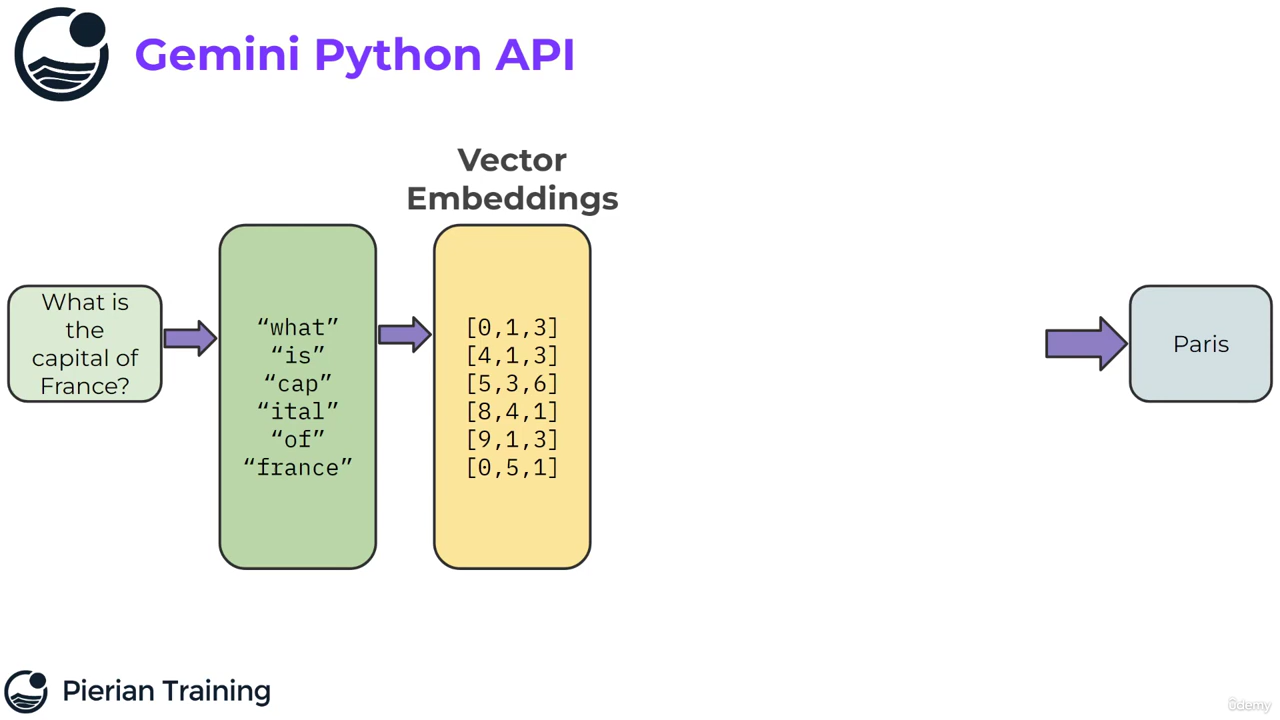 Gemini Python API
Vector
Embeddings
What is
the
capital of
France?
“what”
“is”
“cap”
“ital”
“of”
“france”
[0,1,3]
[4,1,3]
[5,3,6]
[8,4,1]
[9,1,3]
[0,5,1]
Paris
Pierian Training
ûdemy